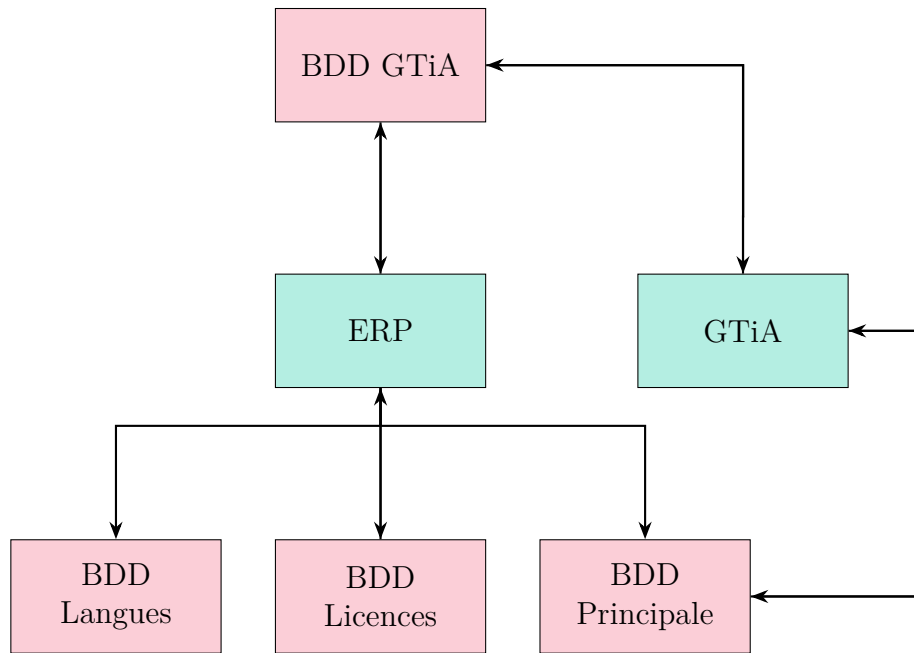 BDD GTiA
ERP
GTiA
BDD
Langues
BDD
Licences
BDD
Principale